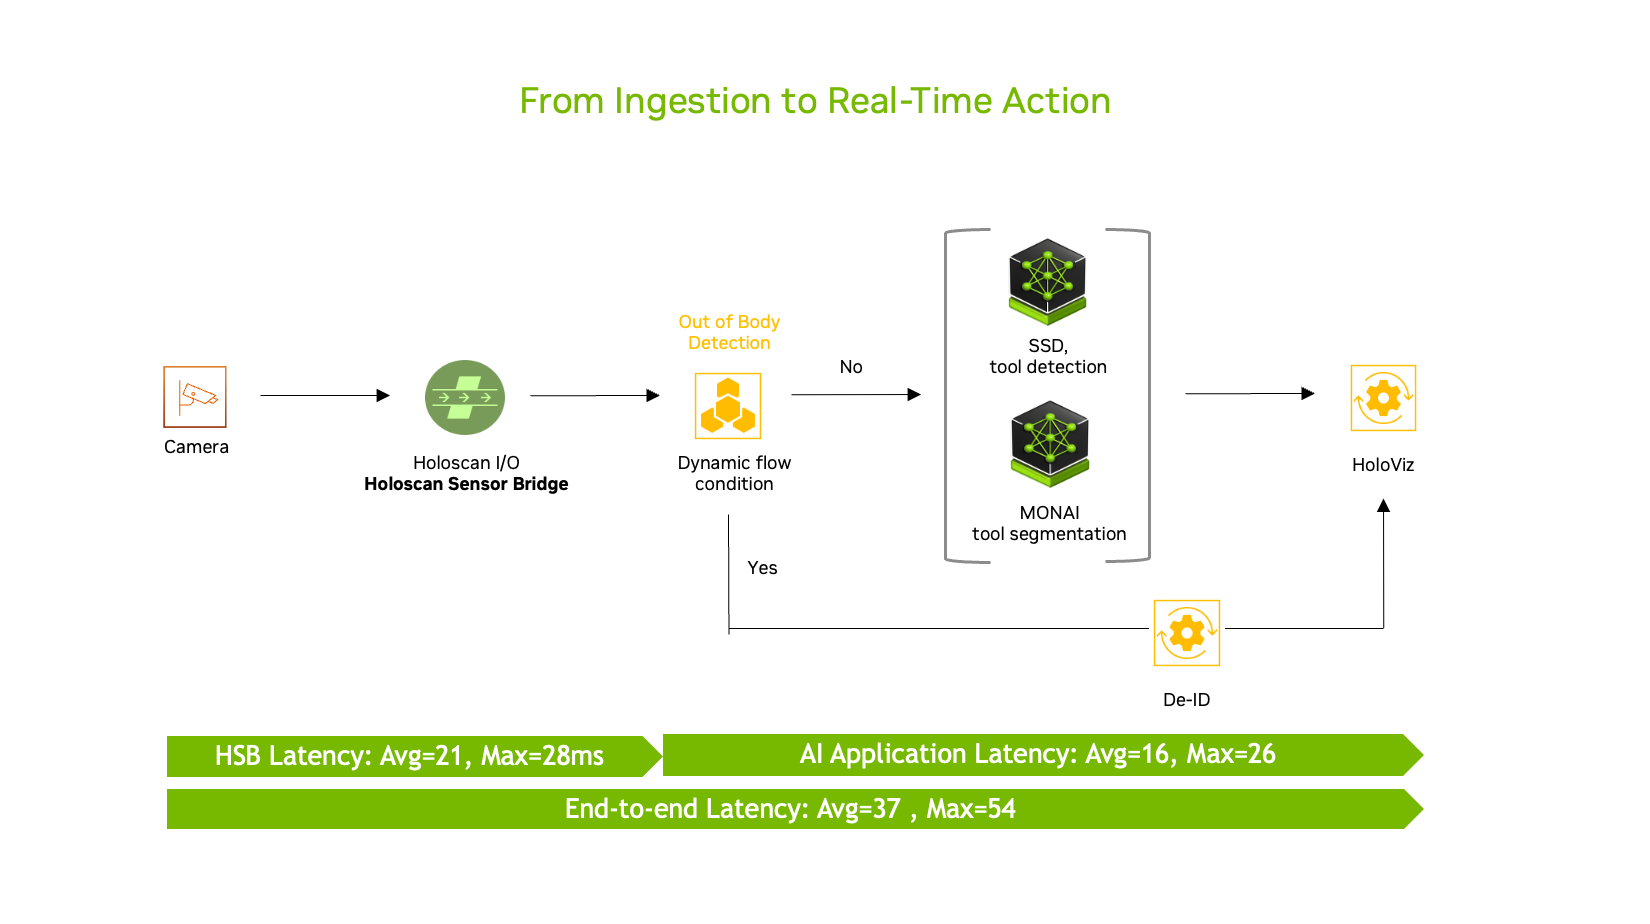 From Ingestion to Real-Time Action
Out of Body
Detection
No
SSD,
tool detection
Camera
Holoscan I/O
Holoscan Sensor Bridge
Dynamic flow
condition
HoloViz
MONAI
tool segmentation
Yes
De-ID
HSB Latency: Avg=21, Max=28ms
AI Application Latency: Avg=16, Max=26
End-to-end Latency: Avg=37 , Max=54